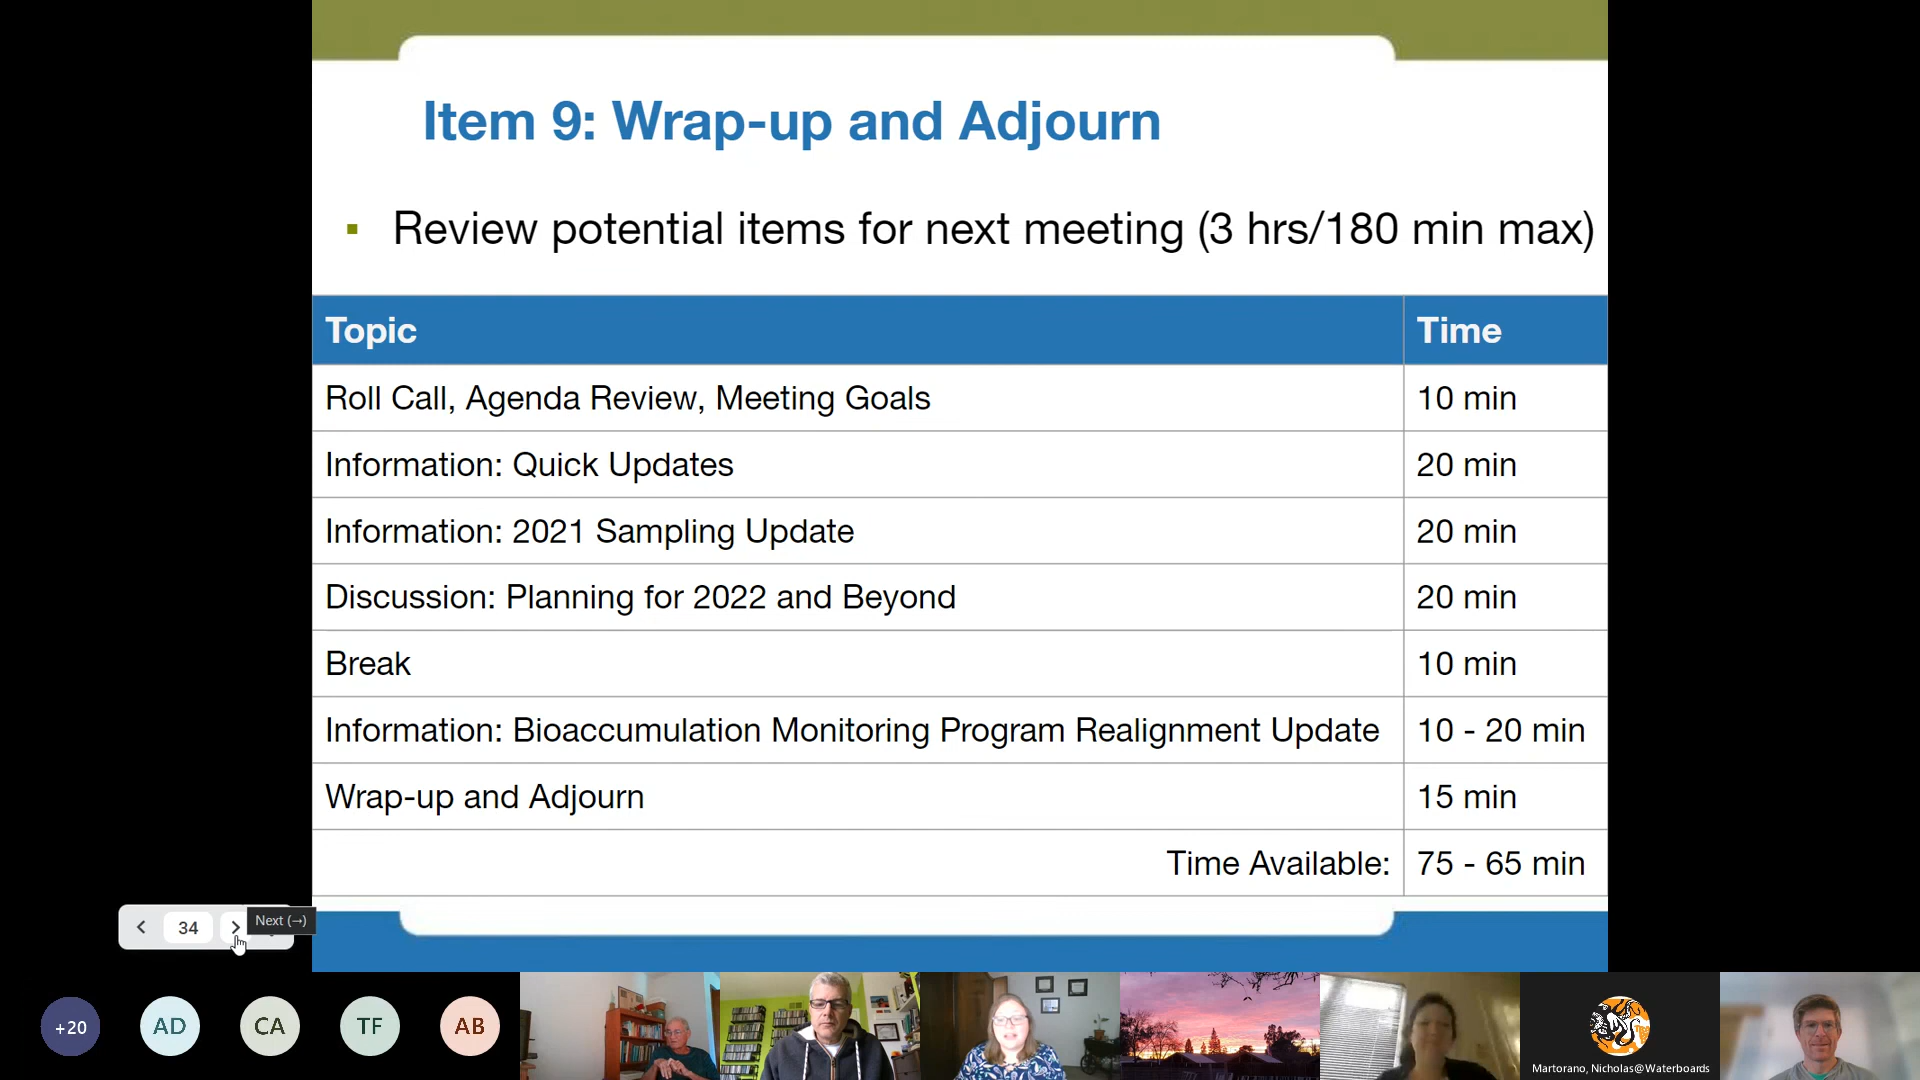 Item 9: Wrap-up and Adjourn
Review potential items for next meeting (3 hrs/180 min max)
Topic Time
Roll Call, Agenda Review, Meeting Goals 10 min
Information: Quick Updates 20 min
Information: 2021 Sampling Update 20 min
Discussion: Planning for 2022 and Beyond 20 min
Break 10 min
Information: Bioaccumulation Monitoring Program Realignment Update 10 - 20 min
Wrap-up and Adjourn 15 min
Time Available: 75 - 65 min
34 Next (→)
+20 AD CA TF AB
Martorano, Nicholas@Waterboards